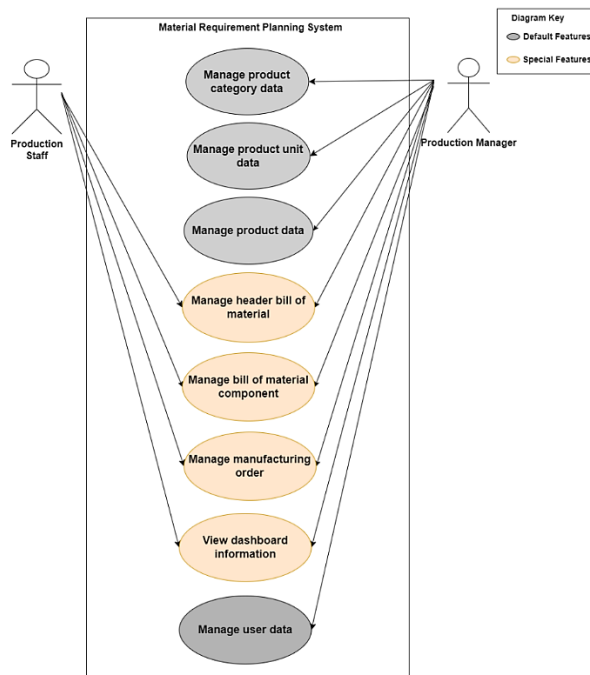 Material Requirement Planning System
Diagram Key
Default Features
Special Features
Manage product
category data
Production
Staff
Production Manager
Manage product unit
data
Manage product data
Manage header bill of
material
Manage bill of material
component
Manage manufacturing
order
View dashboard
information
Manage user data